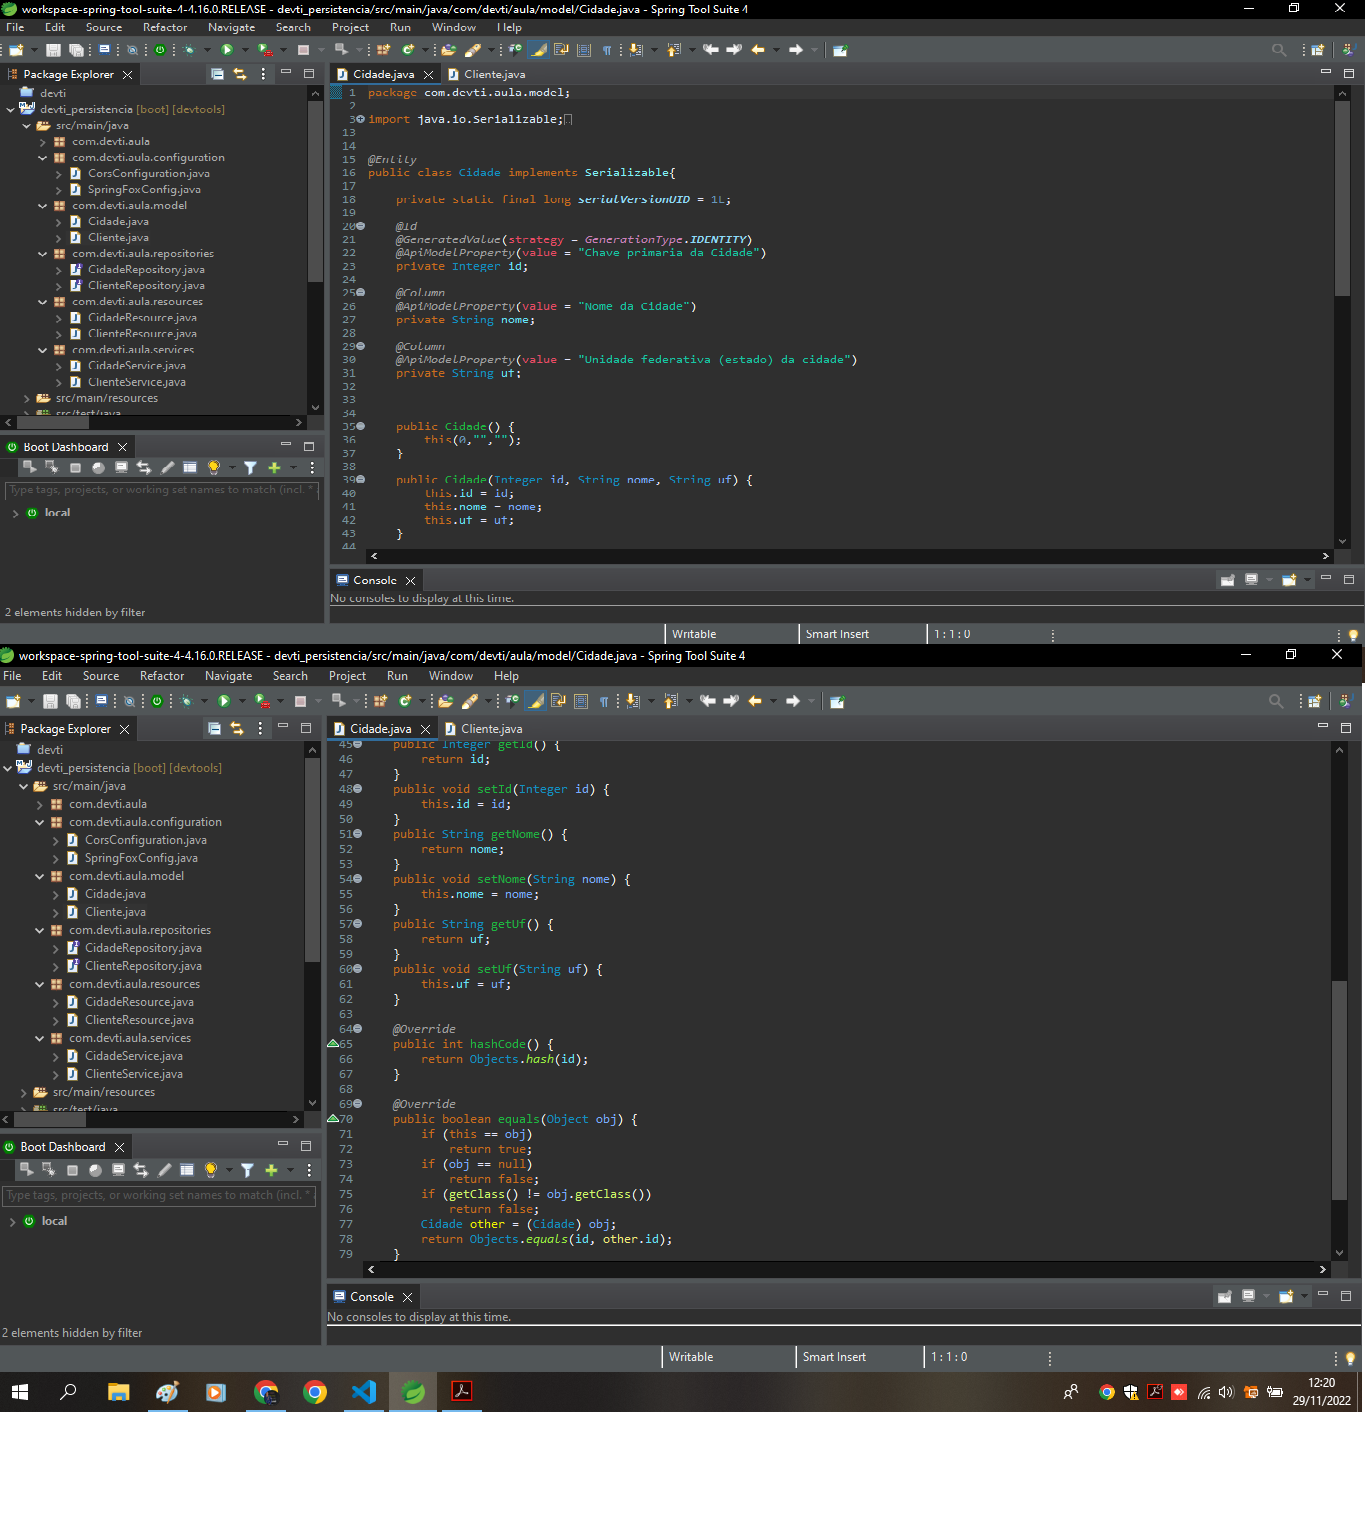 workspace-spring-tool-suite-4-4.16.0.RELEASE - devti_persistencia/src/main/java/com/devti/aula/model/Cidade.java - Spring Tool Suite 4
File Edit Source Refactor Navigate Search Project Run Window Help
Package Explorer
devti
devti_persistencia [boot] [devtools]
src/main/java
com.devti.aula
com.devti.aula.configuration
CorsConfiguration.java
SpringFoxConfig.java
com.devti.aula.model
Cidade.java
Cliente.java
com.devti.aula.repositories
CidadeRepository.java
ClienteRepository.java
com.devti.aula.resources
CidadeResource.java
ClienteResource.java
com.devti.aula.services
CidadeService.java
ClienteService.java
src/main/resources
src/test/java
Boot Dashboard
Type tags, projects, or working set names to match (incl. *
local
2 elements hidden by filter
Cidade.java Cliente.java
1 package com.devti.aula.model;
2
3 import java.io.Serializable;
13
14
15 @Entity
16 public class Cidade implements Serializable{
17
18 private static final long serialVersionUID = 1L;
19
20 @Id
21 @GeneratedValue(strategy = GenerationType.IDENTITY)
22 @ApiModelProperty(value = "Chave primaria da Cidade")
23 private Integer id;
24
25 @Column
26 @ApiModelProperty(value = "Nome da Cidade")
27 private String nome;
28
29 @Column
30 @ApiModelProperty(value = "Unidade federativa (estado) da cidade")
31 private String uf;
32
33
34
35 public Cidade() {
36 this(0,"","");
37 }
38
39 public Cidade(Integer id, String nome, String uf) {
40 this.id = id;
41 this.nome = nome;
42 this.uf = uf;
43 }
44
Console
No consoles to display at this time.
Writable Smart Insert 1 : 1 : 0
workspace-spring-tool-suite-4-4.16.0.RELEASE - devti_persistencia/src/main/java/com/devti/aula/model/Cidade.java - Spring Tool Suite 4
File Edit Source Refactor Navigate Search Project Run Window Help
Package Explorer
devti
devti_persistencia [boot] [devtools]
src/main/java
com.devti.aula
com.devti.aula.configuration
CorsConfiguration.java
SpringFoxConfig.java
com.devti.aula.model
Cidade.java
Cliente.java
com.devti.aula.repositories
CidadeRepository.java
ClienteRepository.java
com.devti.aula.resources
CidadeResource.java
ClienteResource.java
com.devti.aula.services
CidadeService.java
ClienteService.java
src/main/resources
src/test/java
Boot Dashboard
Type tags, projects, or working set names to match (incl. *
local
2 elements hidden by filter
Cidade.java Cliente.java
45 public Integer getId() {
46 return id;
47 }
48 public void setId(Integer id) {
49 this.id = id;
50 }
51 public String getNome() {
52 return nome;
53 }
54 public void setNome(String nome) {
55 this.nome = nome;
56 }
57 public String getUf() {
58 return uf;
59 }
60 public void setUf(String uf) {
61 this.uf = uf;
62 }
63
64 @Override
65 public int hashCode() {
66 return Objects.hash(id);
67 }
68
69 @Override
70 public boolean equals(Object obj) {
71 if (this == obj)
72 return true;
73 if (obj == null)
74 return false;
75 if (getClass() != obj.getClass())
76 return false;
77 Cidade other = (Cidade) obj;
78 return Objects.equals(id, other.id);
79 }
Console
No consoles to display at this time.
Writable Smart Insert 1 : 1 : 0
12:20
29/11/2022